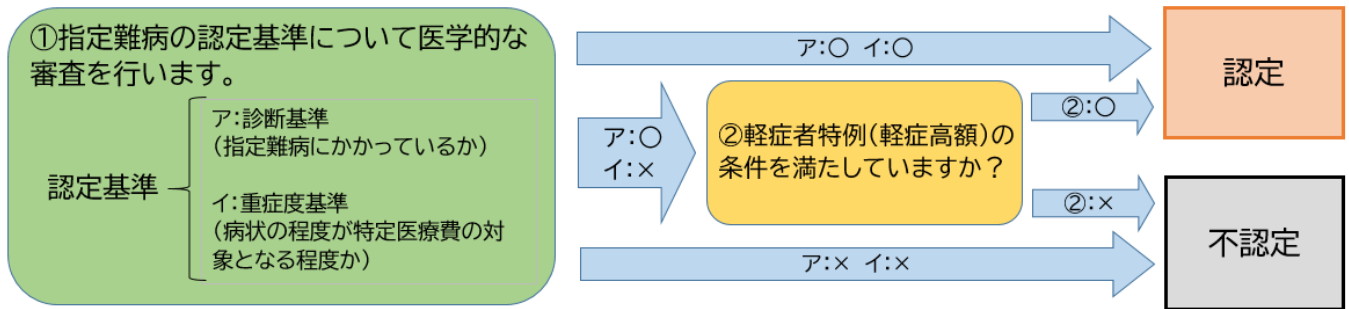 ①指定難病の認定基準について医学的な
審査を行います。
認定基準
ア：診断基準
（指定難病にかかっているか）
イ：重症度基準
（病状の程度が特定医療費の対
象となる程度か）
ア：〇 イ：〇
ア：〇
イ：×
②軽症者特例（軽症高額）の
条件を満たしていますか？
②：〇
②：×
ア：× イ：×
認定
不認定